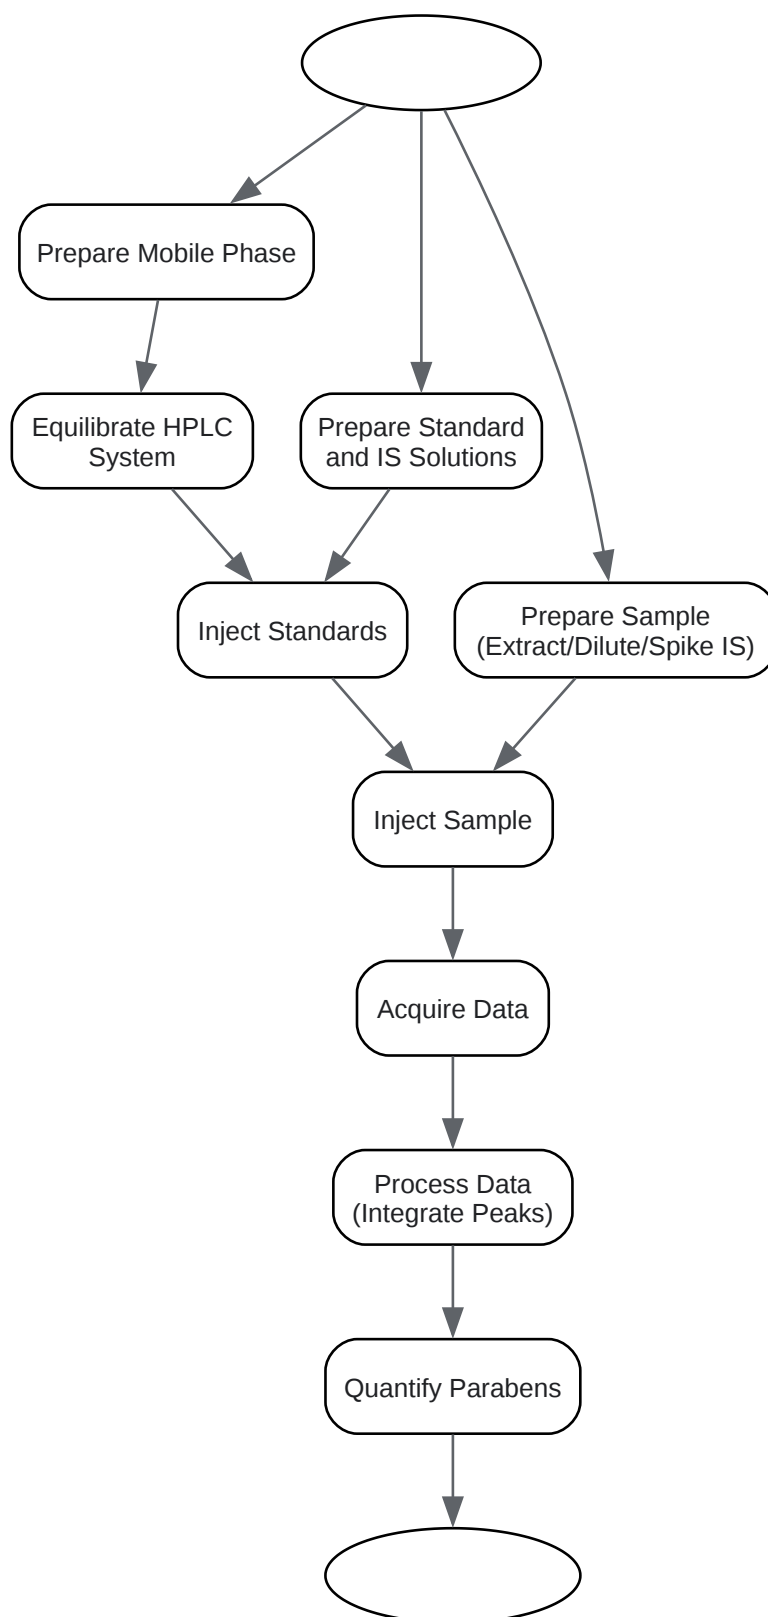 Prepare Mobile Phase
Equilibrate HPLC
System
Prepare Standard
and IS Solutions
Inject Standards
Prepare Sample
(Extract/Dilute/Spike IS)
Inject Sample
Acquire Data
Process Data
(Integrate Peaks)
Quantify Parabens